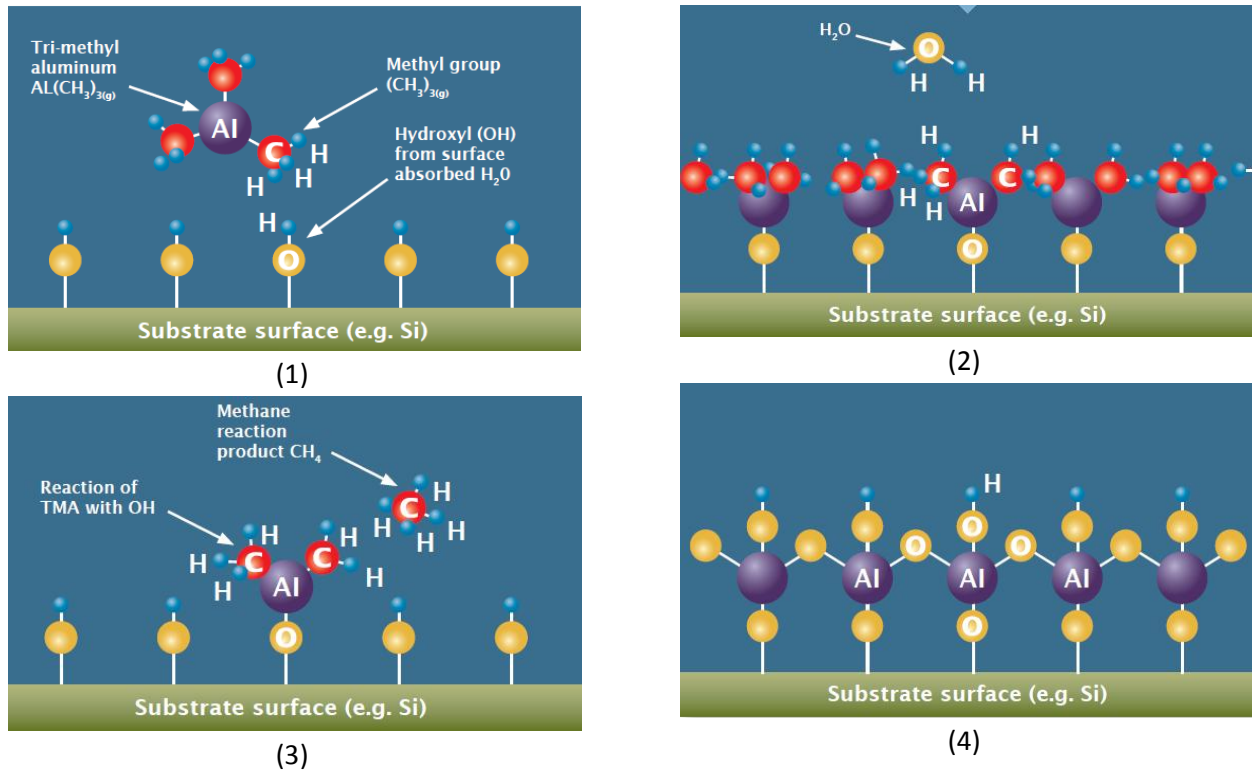 Tri-methyl
aluminum
AL(CH₃)₃(g)
Methyl group
(CH₃)₃(g)
Hydroxyl (OH)
from surface
absorbed H₂0
Al
C
H
H
H
H
O
Substrate surface (e.g. Si)
(1)
H₂O
O
H
H
H
H
C
C
H
H
Al
O
Substrate surface (e.g. Si)
(2)
Methane
reaction
product CH₄
Reaction of
TMA with OH
C
H
H
H
H
H
C
H
C
H
H
H
H
Al
O
Substrate surface (e.g. Si)
(3)
H
O
O
O
Al
Al
Al
O
Substrate surface (e.g. Si)
(4)